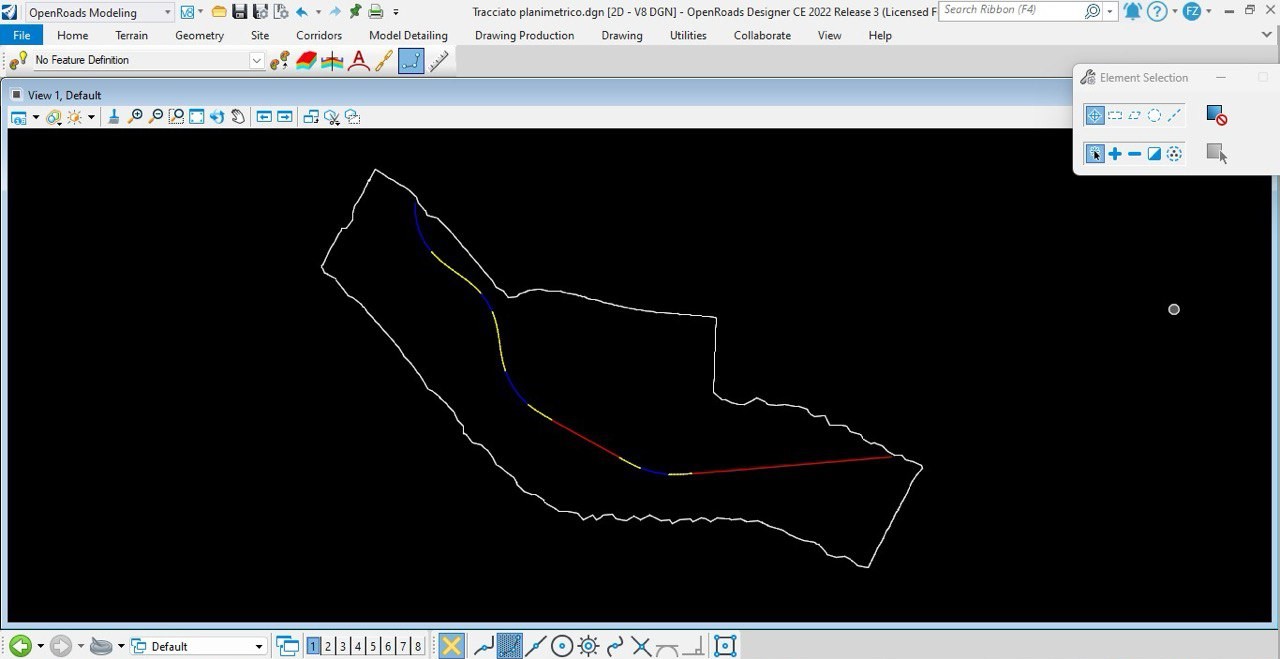 OpenRoads Modeling
Tracciato planimetrico.dgn [2D - V8 DGN] - OpenRoads Designer CE 2022 Release 3 (Licensed F
Search Ribbon (F4)
FZ
File Home Terrain Geometry Site Corridors Model Detailing Drawing Production Drawing Utilities Collaborate View Help
No Feature Definition
Element Selection
View 1, Default
Default
1 2 3 4 5 6 7 8